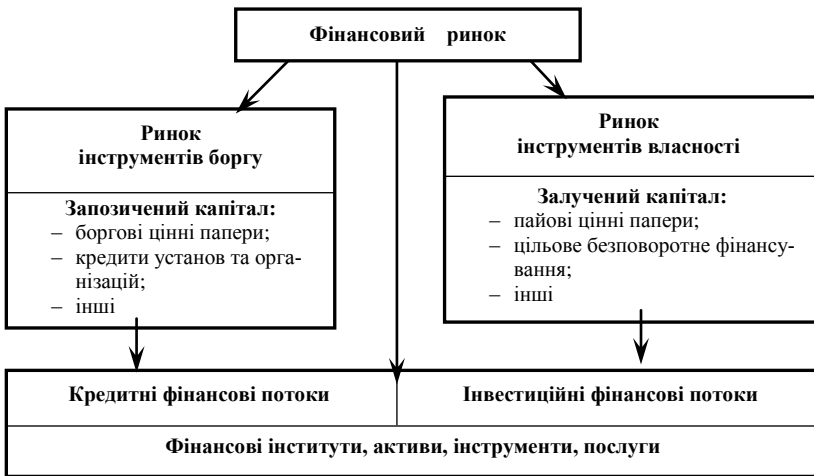 Фінансовий ринок
Ринок
інструментів боргу
Запозичений капітал:
– боргові цінні папери;
– кредити установ та орга-
нізацій;
– інші
Ринок
інструментів власності
Залучений капітал:
– пайові цінні папери;
– цільове безповоротне фінансу-
вання;
– інші
Кредитні фінансові потоки
Інвестиційні фінансові потоки
Фінансові інститути, активи, інструменти, послуги